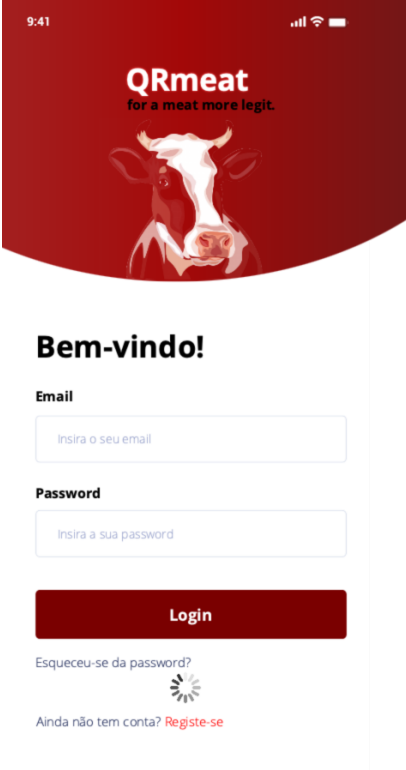 9:41
QRmeat
for a meat more legit.
Bem-vindo!
Email
Insira o seu email
Password
Insira a sua password
Login
Esqueceu-se da password?
Ainda não tem conta? Registe-se